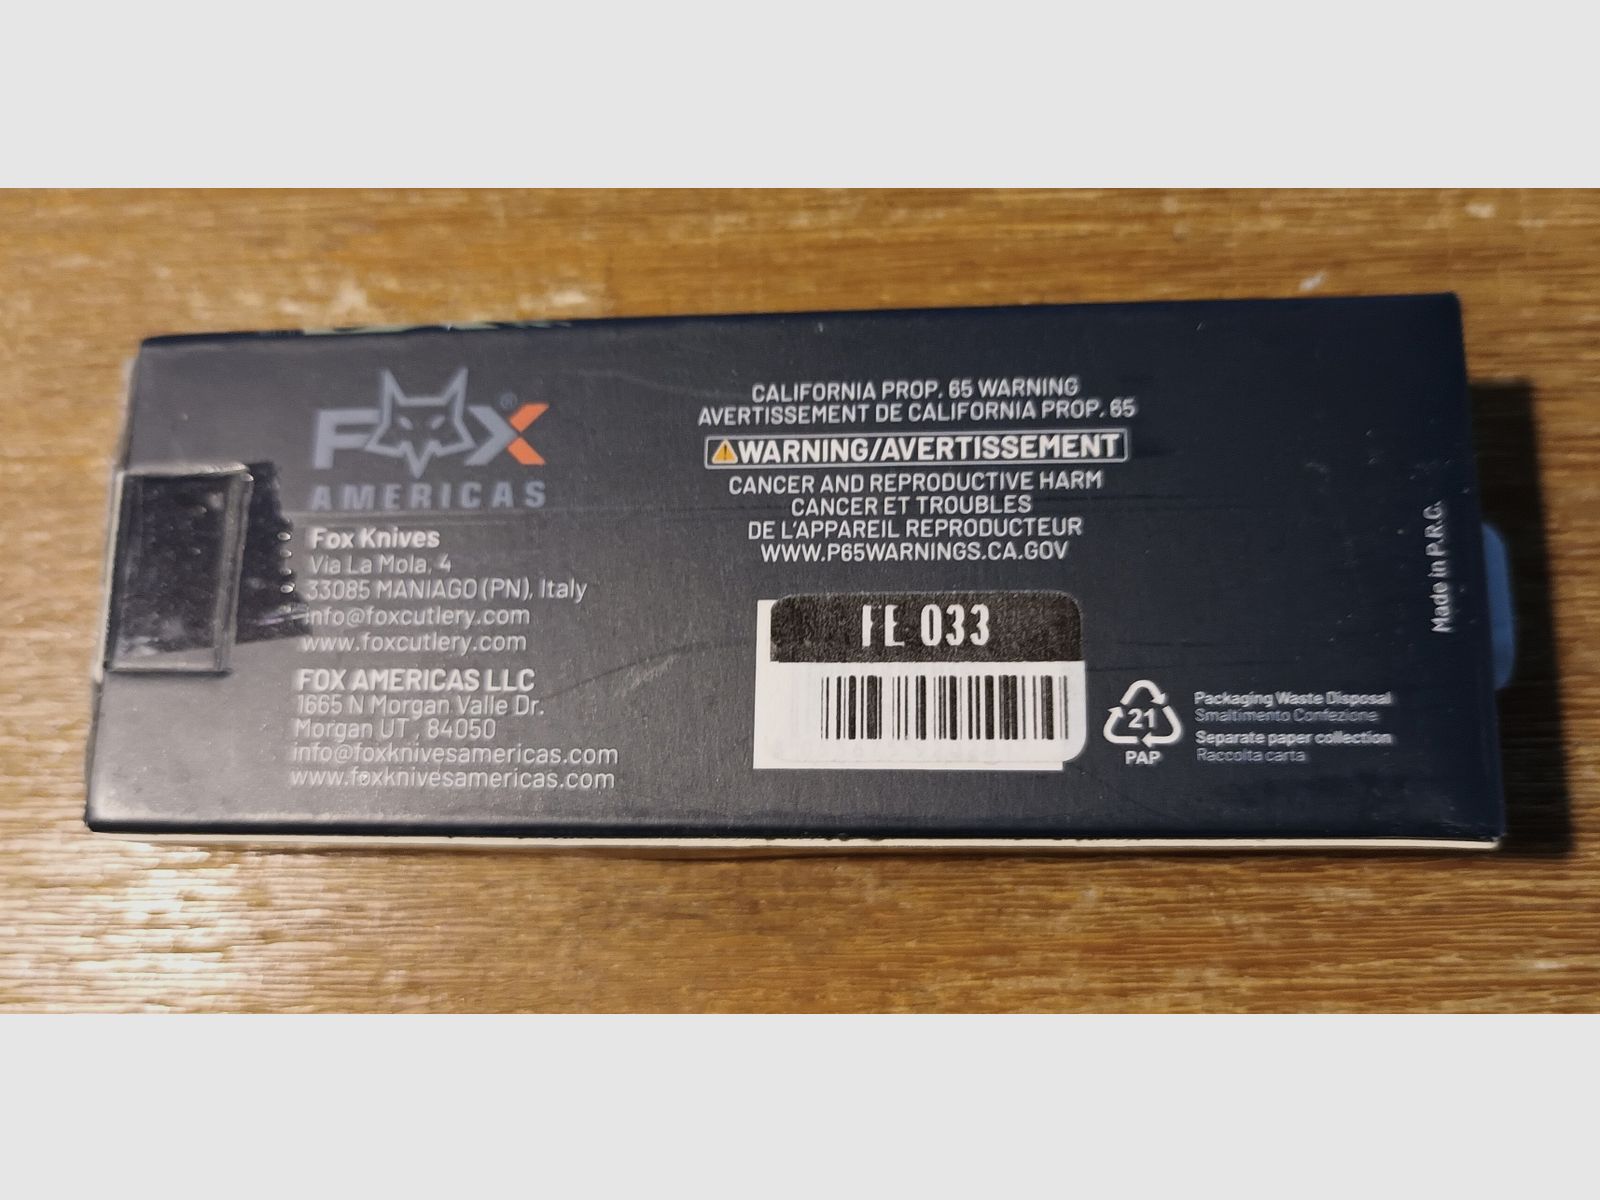 FOX®
AMERICAS
Fox Knives
Via La Mola, 4
33085 MANIAGO (PN), Italy
info@foxcutlery.com
www.foxcutlery.com
FOX AMERICAS LLC
1665 N Morgan Valle Dr.
Morgan UT , 84050
info@foxknivesamericas.com
www.foxknivesamericas.com
CALIFORNIA PROP. 65 WARNING
AVERTISSEMENT DE CALIFORNIA PROP. 65
WARNING/AVERTISSEMENT
CANCER AND REPRODUCTIVE HARM
CANCER ET TROUBLES
DE L'APPAREIL REPRODUCTEUR
WWW.P65WARNINGS.CA.GOV
FE 033
21
PAP
Packaging Waste Disposal
Smaltimento Confezione
Separate paper collection
Raccolta carta
Made in P.R.C.